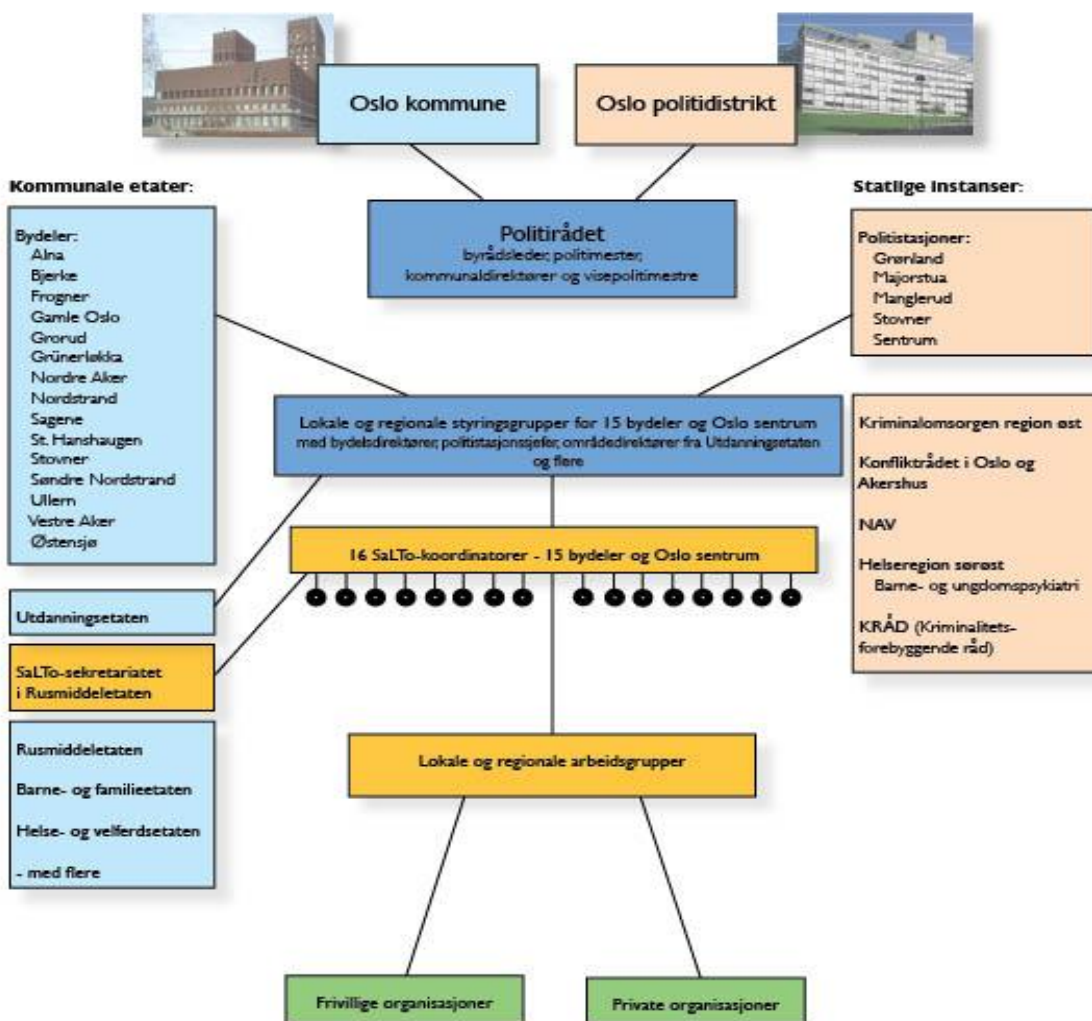 Oslo kommune
Oslo politidistrikt
Kommunale etater:
Statlige instanser:
Politirådet
byrådsleder, politimester,
kommunaldirektører og visepolitimestre
Bydeler:
Alna
Bjerke
Frogner
Gamle Oslo
Grorud
Grünerløkka
Nordre Aker
Nordstrand
Sagene
St. Hanshaugen
Stovner
Søndre Nordstrand
Ullern
Vestre Aker
Østensjø
Politistasjoner:
Grønland
Majorstua
Manglerud
Stovner
Sentrum
Lokale og regionale styringsgrupper for 15 bydeler og Oslo sentrum
med bydelsdirektører, politistasjonssjefer, områdedirektører fra Utdanningsetaten
og flere
Kriminalomsorgen region øst
Konfliktrådet i Oslo og
Akershus
NAV
Helseregion sørøst
Barne- og ungdomspsykiatri
KRÅD (Kriminalitets-
forebyggende råd)
16 SaLTo-koordinatorer - 15 bydeler og Oslo sentrum
Utdanningsetaten
SaLTo-sekretariatet
i Rusmiddeletaten
Rusmiddeletaten
Barne- og familieetaten
Helse- og velferdsetaten
- med flere
Lokale og regionale arbeidsgrupper
Frivillige organisasjoner
Private organisasjoner